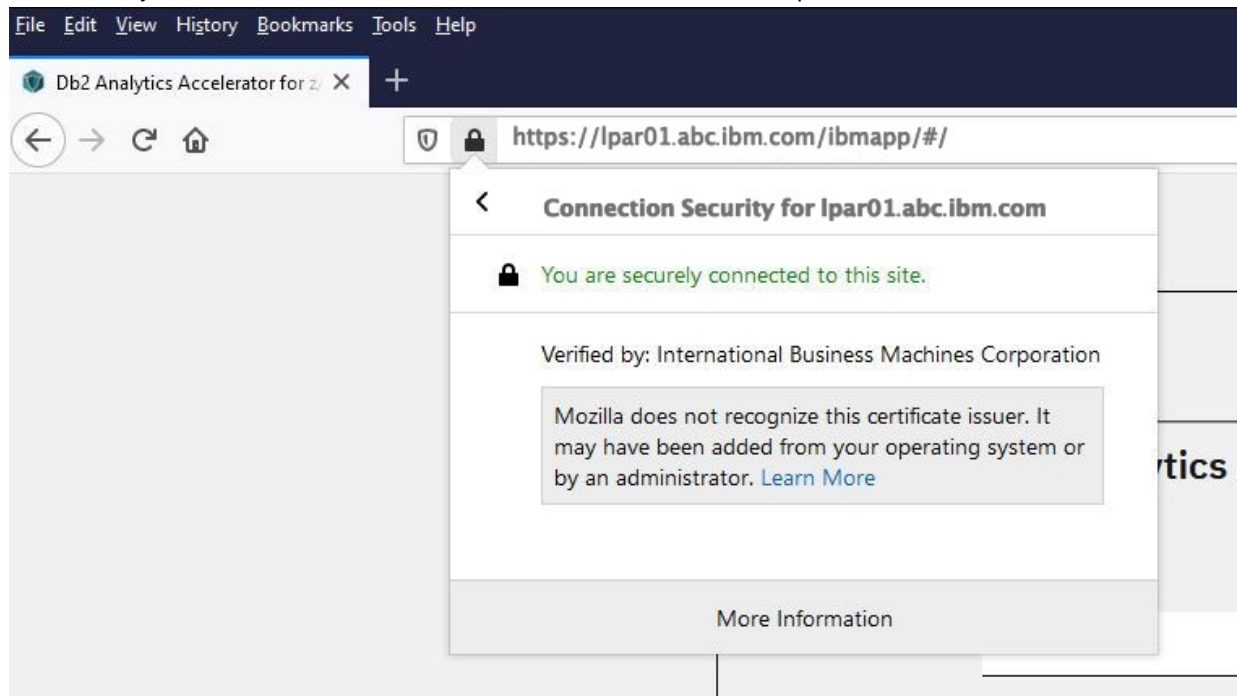 File Edit View History Bookmarks Tools Help
Db2 Analytics Accelerator for z/
https://lpar01.abc.ibm.com/ibmapp/#/
Connection Security for lpar01.abc.ibm.com
You are securely connected to this site.
Verified by: International Business Machines Corporation
Mozilla does not recognize this certificate issuer. It
may have been added from your operating system or
by an administrator. Learn More
tics
More Information